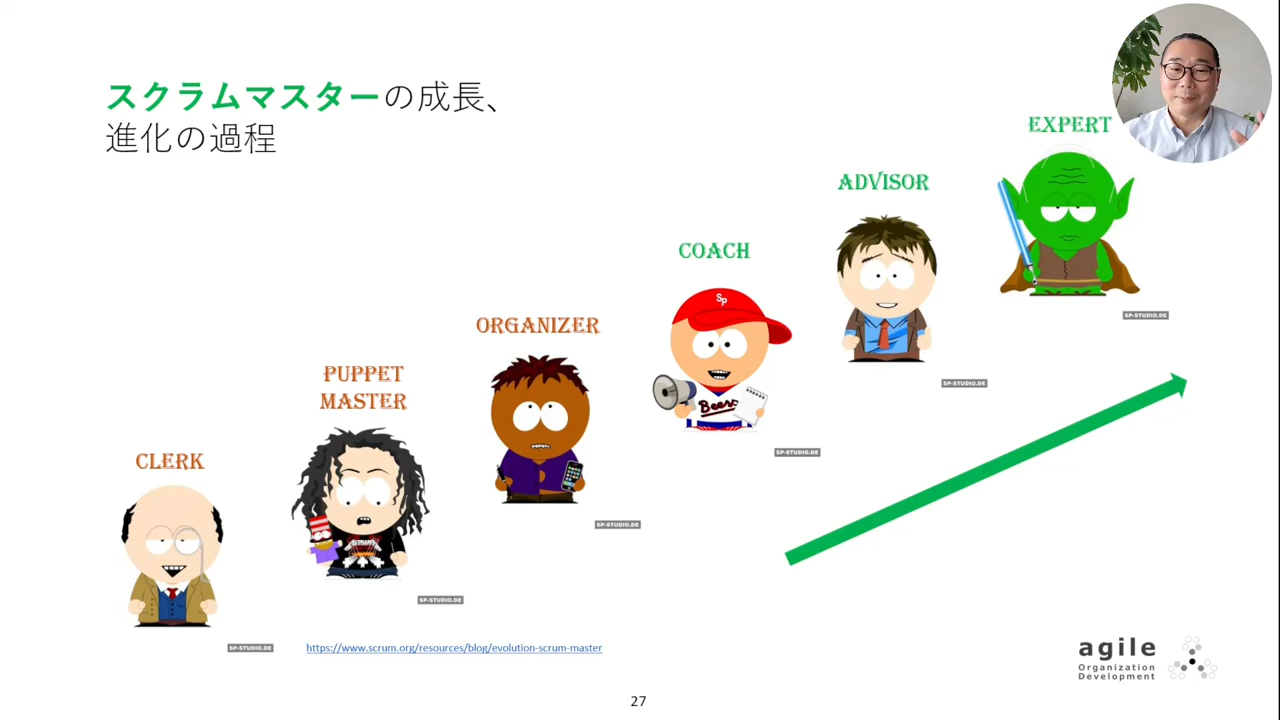 スクラムマスターの成長、
進化の過程
EXPERT
ADVISOR
COACH
ORGANIZER
PUPPET
MASTER
CLERK
Sp
Beers
SP-STUDIO.DE
SP-STUDIO.DE
SP-STUDIO.DE
SP-STUDIO.DE
SP-STUDIO.DE
SP-STUDIO.DE
https://www.scrum.org/resources/blog/evolution-scrum-master
agile
Organization
Development
27